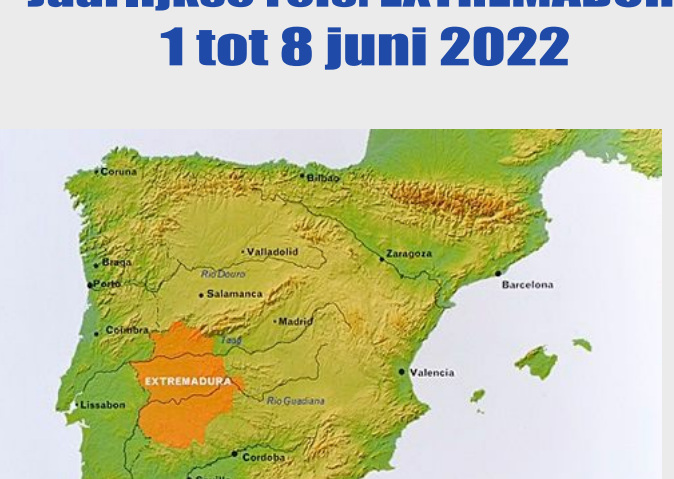 EXTREMADUR
1 tot 8 juni 2022
Coruna
Bilbao
Valladolid
Zaragoza
Braga
Rio Douro
Porto
Salamanca
Barcelona
Madrid
Coimbra
Valencia
EXTREMADURA
Rio Guadiana
Lissabon
Cordoba